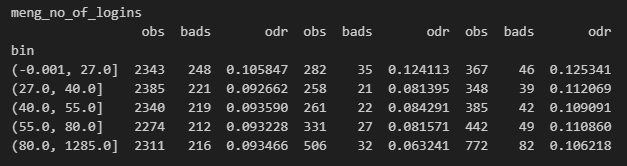 meng_no_of_logins
obs bads odr obs bads odr obs bads odr
bin
(-0.001, 27.0] 2343 248 0.105847 282 35 0.124113 367 46 0.125341
(27.0, 40.0] 2385 221 0.092662 258 21 0.081395 348 39 0.112069
(40.0, 55.0] 2340 219 0.093590 261 22 0.084291 385 42 0.109091
(55.0, 80.0] 2274 212 0.093228 331 27 0.081571 442 49 0.110860
(80.0, 1285.0] 2311 216 0.093466 506 32 0.063241 772 82 0.106218